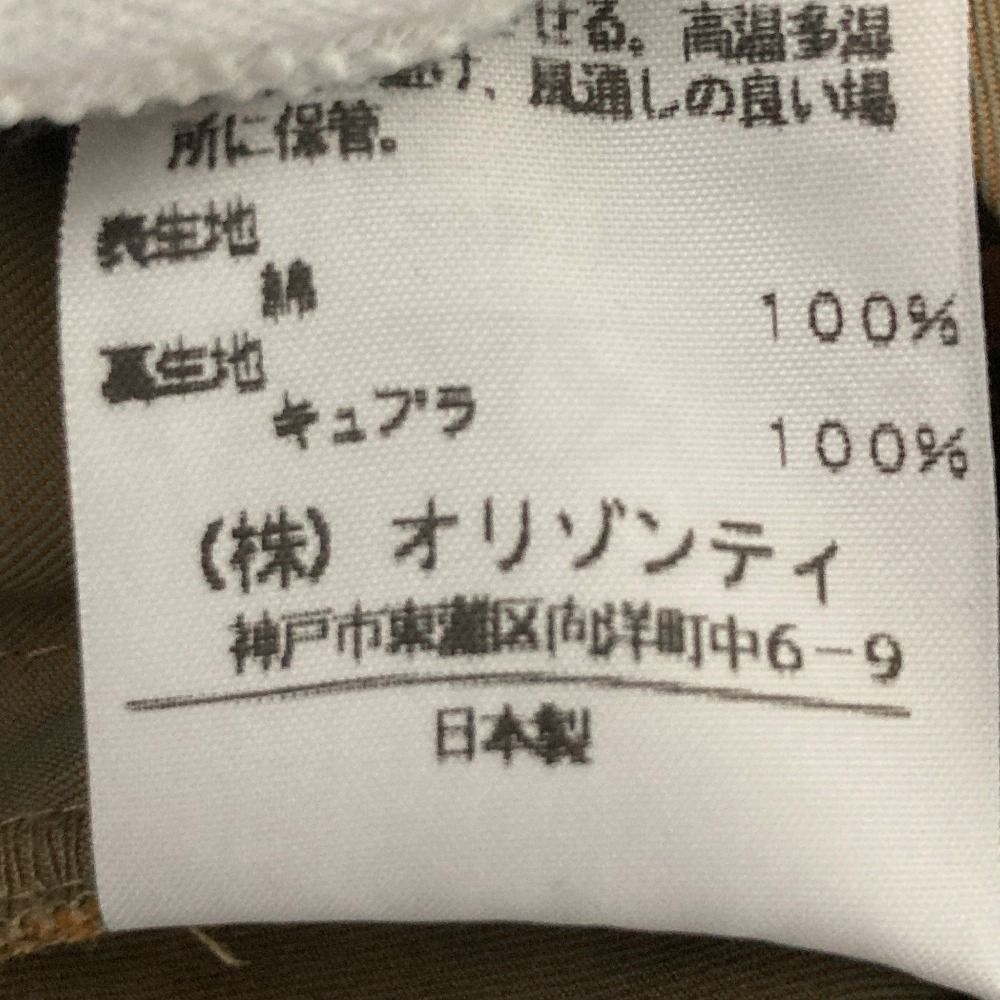 せる。高温多湿
避け、風通しの良い場
所に保管。
表生地
綿 100%
裏生地
キュプラ 100%
(株) オリゾンティ
神戸市東灘区向洋町中6-9
日本製